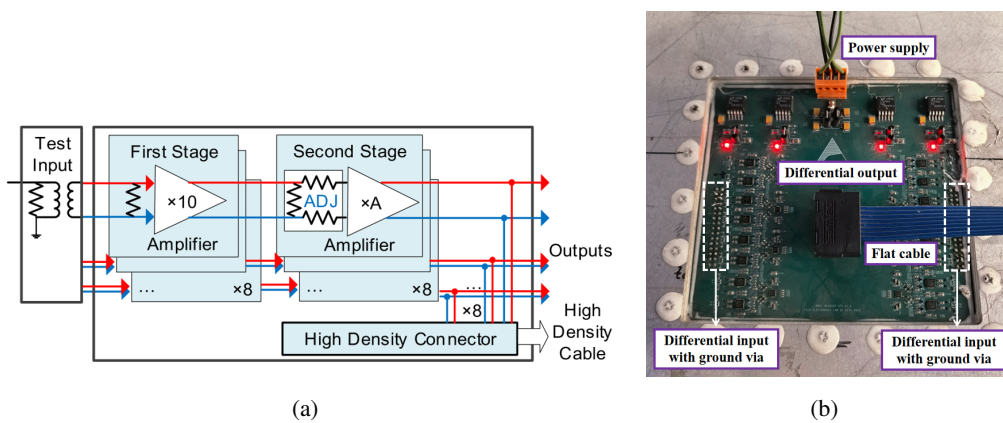 Test
Input
First Stage
×10
Amplifier
... ×8
Second Stage
ADJ
×A
Amplifier
... ×8
...
×8
Outputs
High Density Connector
High
Density
Cable
(a)
Power supply
Differential output
Flat cable
Differential input
with ground via
Differential input
with ground via
(b)